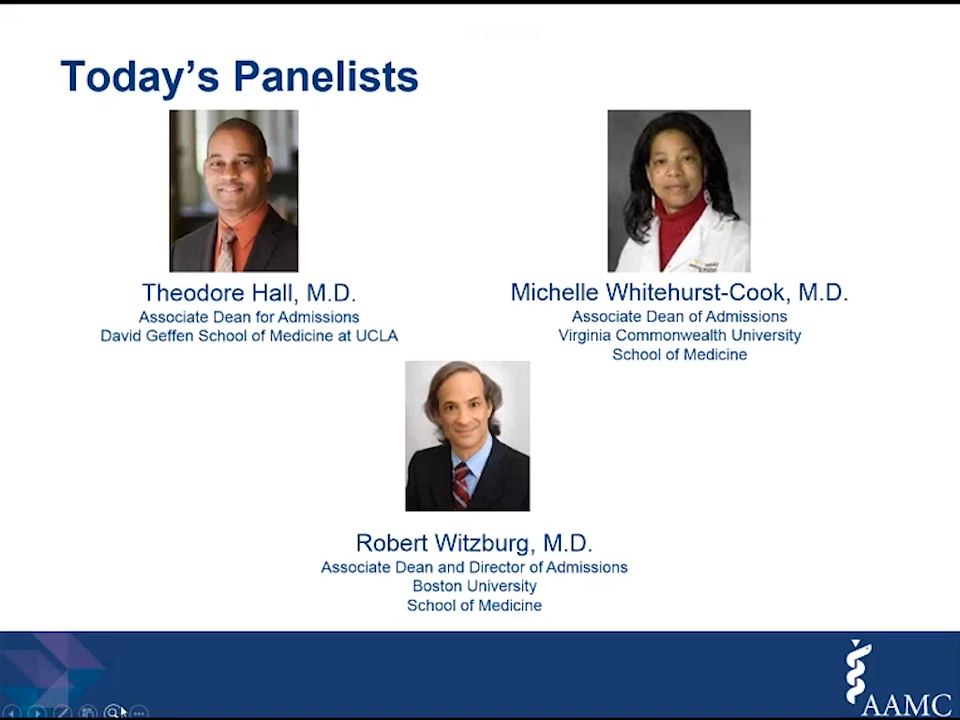 Today's Panelists
Theodore Hall, M.D.
Associate Dean for Admissions
David Geffen School of Medicine at UCLA
Michelle Whitehurst-Cook, M.D.
Associate Dean of Admissions
Virginia Commonwealth University
School of Medicine
Robert Witzburg, M.D.
Associate Dean and Director of Admissions
Boston University
School of Medicine
AAMC